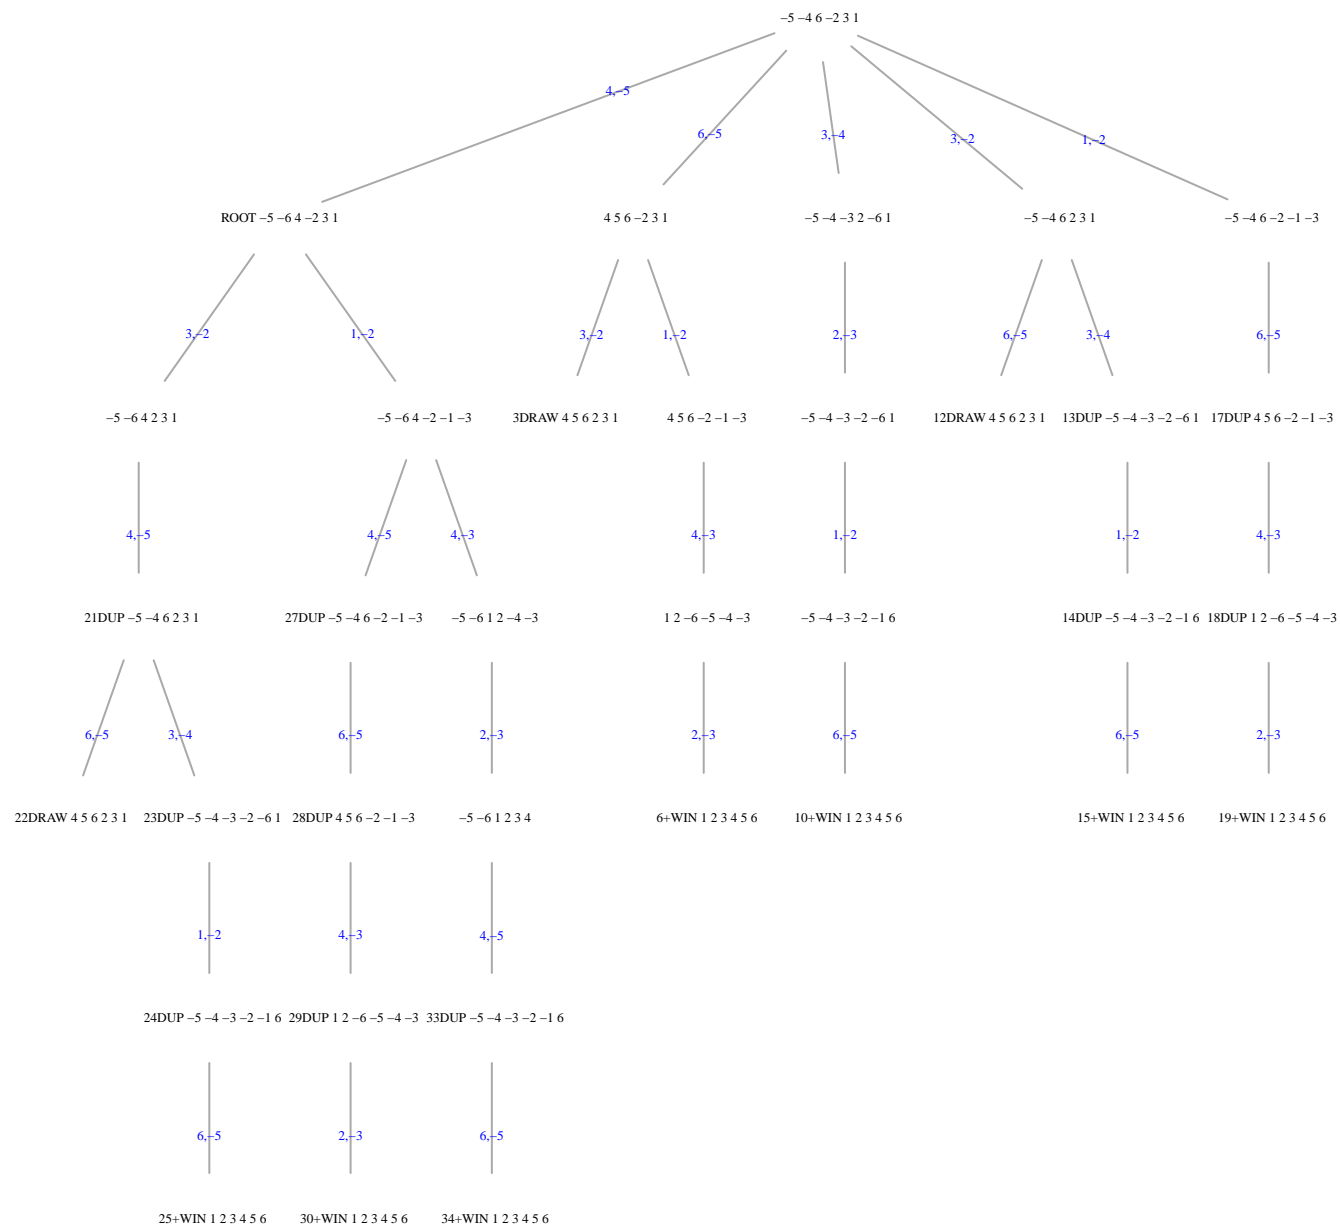 −5 −4 6 −2 3 1
4,−5
6,−5
3,−4
3,−2
1,−2
ROOT −5 −6 4 −2 3 1
4 5 6 −2 3 1
−5 −4 −3 2 −6 1
−5 −4 6 2 3 1
−5 −4 6 −2 −1 −3
3,−2
1,−2
3,−2
1,−2
2,−3
6,−5
3,−4
6,−5
−5 −6 4 2 3 1
−5 −6 4 −2 −1 −3
3DRAW 4 5 6 2 3 1
4 5 6 −2 −1 −3
−5 −4 −3 −2 −6 1
12DRAW 4 5 6 2 3 1
13DUP −5 −4 −3 −2 −6 1
17DUP 4 5 6 −2 −1 −3
4,−5
4,−5
4,−3
4,−3
1,−2
1,−2
4,−3
21DUP −5 −4 6 2 3 1
27DUP −5 −4 6 −2 −1 −3
−5 −6 1 2 −4 −3
1 2 −6 −5 −4 −3
−5 −4 −3 −2 −1 6
14DUP −5 −4 −3 −2 −1 6
18DUP 1 2 −6 −5 −4 −3
6,−5
3,−4
6,−5
2,−3
2,−3
6,−5
6,−5
2,−3
22DRAW 4 5 6 2 3 1
23DUP −5 −4 −3 −2 −6 1
28DUP 4 5 6 −2 −1 −3
−5 −6 1 2 3 4
6+WIN 1 2 3 4 5 6
10+WIN 1 2 3 4 5 6
15+WIN 1 2 3 4 5 6
19+WIN 1 2 3 4 5 6
1,−2
4,−3
4,−5
24DUP −5 −4 −3 −2 −1 6
29DUP 1 2 −6 −5 −4 −3
33DUP −5 −4 −3 −2 −1 6
6,−5
2,−3
6,−5
25+WIN 1 2 3 4 5 6
30+WIN 1 2 3 4 5 6
34+WIN 1 2 3 4 5 6